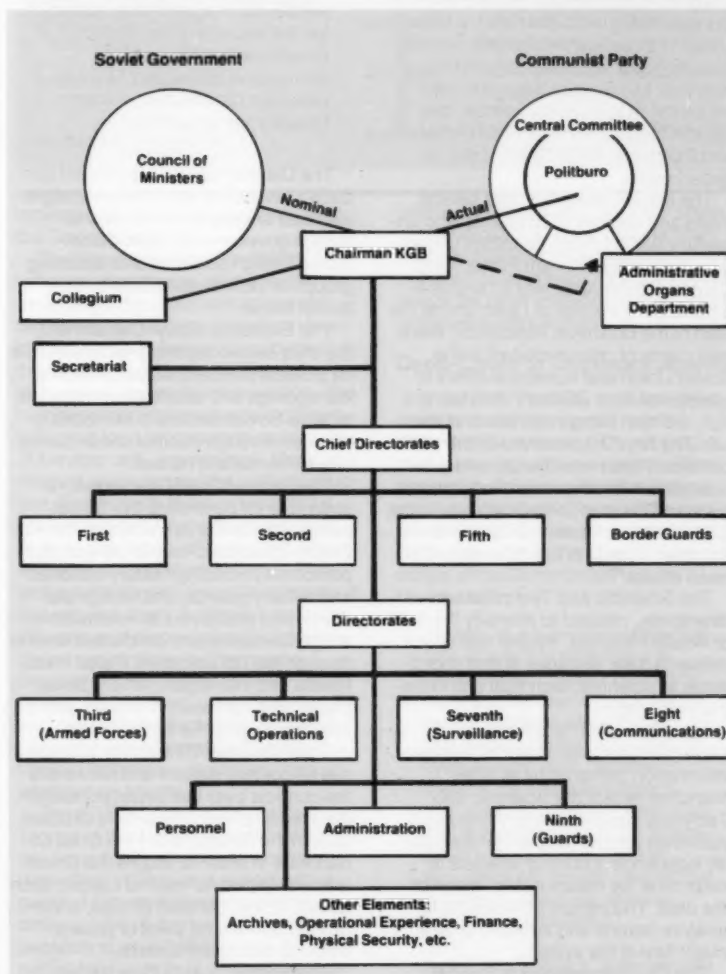 Soviet Government
Communist Party
Council of
Ministers
Central Committee
Politburo
Nominal
Actual
Chairman KGB
Administrative
Organs
Department
Collegium
Secretariat
Chief Directorates
First
Second
Fifth
Border Guards
Directorates
Third
(Armed Forces)
Technical
Operations
Seventh
(Surveillance)
Eight
(Communications)
Personnel
Administration
Ninth
(Guards)
Other Elements:
Archives, Operational Experience, Finance,
Physical Security, etc.